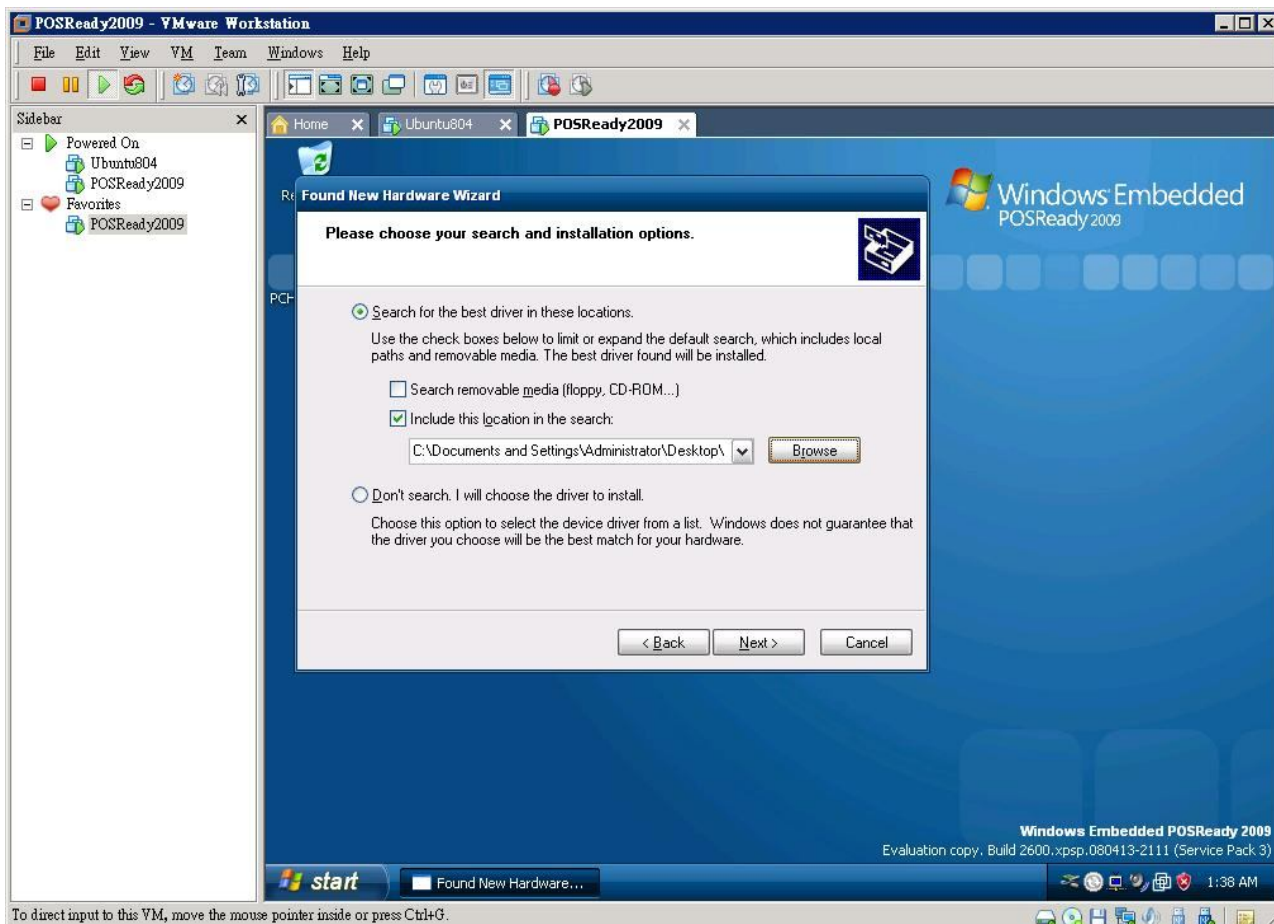 POSReady2009 - VMware Workstation
File Edit View VM Team Windows Help
Sidebar
Powered On
Ubuntu804
POSReady2009
Favorites
POSReady2009
Home Ubuntu804 POSReady2009
Windows Embedded
POSReady 2009
Found New Hardware Wizard
Please choose your search and installation options.
Search for the best driver in these locations.
Use the check boxes below to limit or expand the default search, which includes local
paths and removable media. The best driver found will be installed.
Search removable media (floppy, CD-ROM...)
Include this location in the search:
C:\Documents and Settings\Administrator\Desktop\ Browse
Don't search. I will choose the driver to install.
Choose this option to select the device driver from a list. Windows does not guarantee that
the driver you choose will be the best match for your hardware.
< Back Next > Cancel
Windows Embedded POSReady 2009
Evaluation copy. Build 2600.xpsp.080413-2111 (Service Pack 3)
start Found New Hardware... 1:38 AM
To direct input to this VM, move the mouse pointer inside or press Ctrl+G.